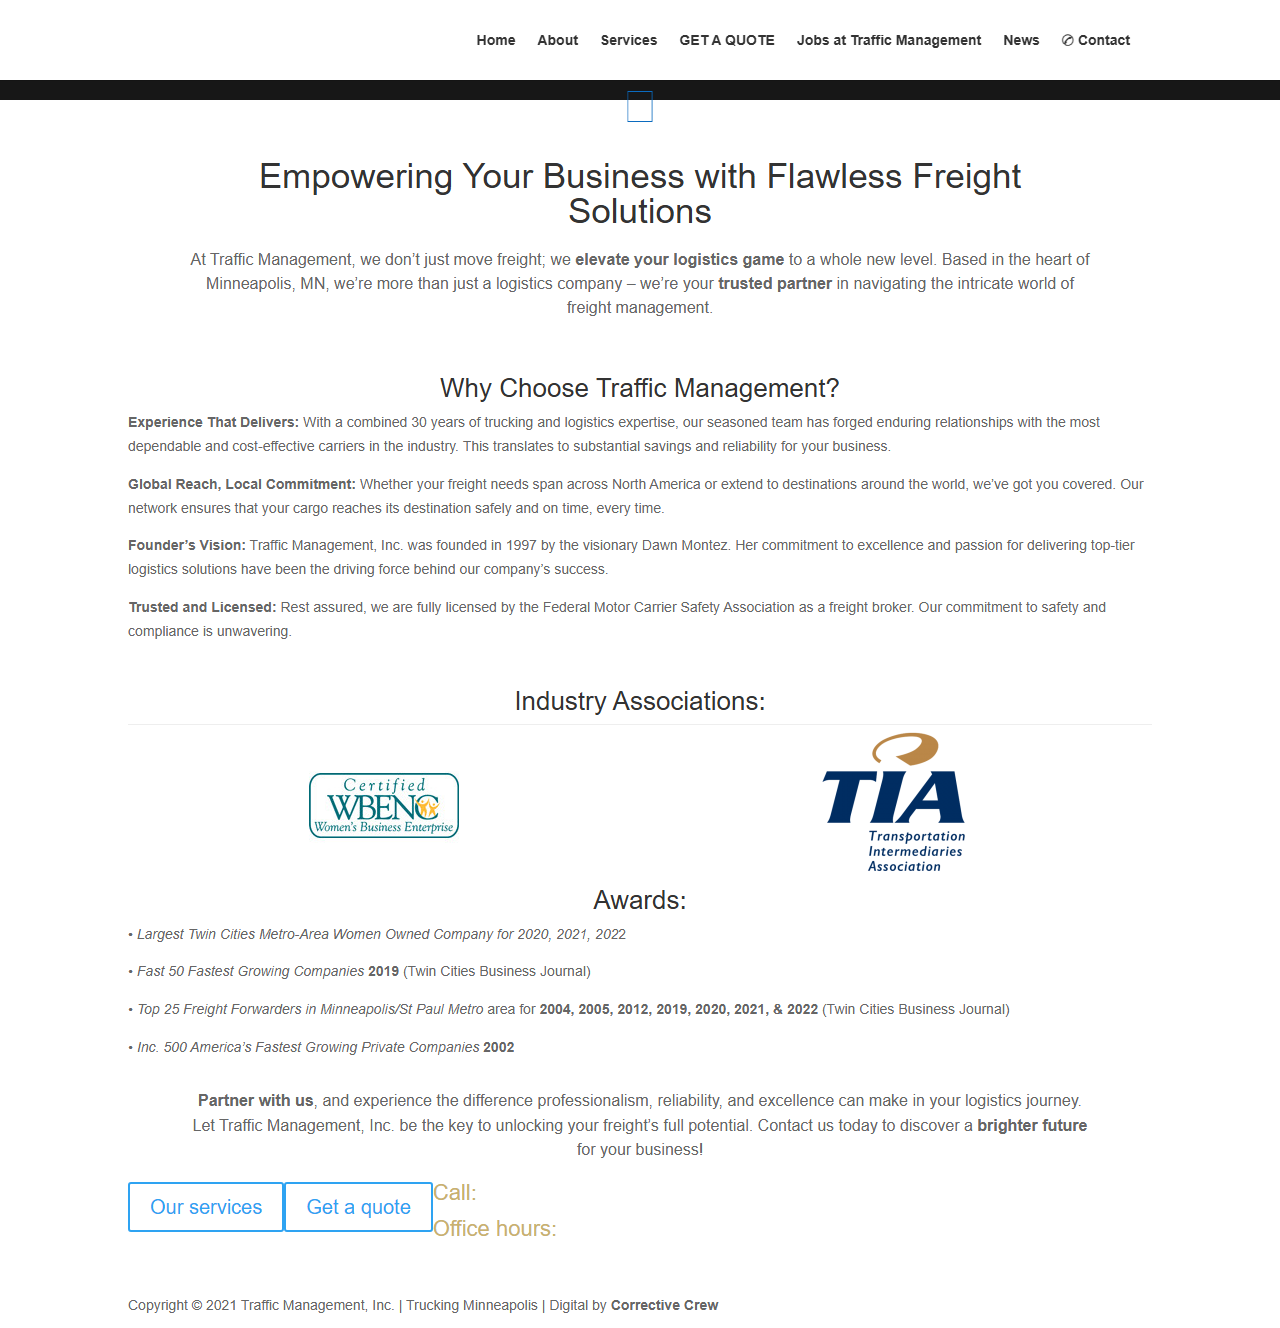 Home About Services GET A QUOTE Jobs at Traffic Management News ✆ Contact
Empowering Your Business with Flawless Freight
Solutions
At Traffic Management, we don’t just move freight; we elevate your logistics game to a whole new level. Based in the heart of
Minneapolis, MN, we’re more than just a logistics company – we’re your trusted partner in navigating the intricate world of
freight management.
Why Choose Traffic Management?
Experience That Delivers: With a combined 30 years of trucking and logistics expertise, our seasoned team has forged enduring relationships with the most
dependable and cost-effective carriers in the industry. This translates to substantial savings and reliability for your business.
Global Reach, Local Commitment: Whether your freight needs span across North America or extend to destinations around the world, we’ve got you covered. Our
network ensures that your cargo reaches its destination safely and on time, every time.
Founder’s Vision: Traffic Management, Inc. was founded in 1997 by the visionary Dawn Montez. Her commitment to excellence and passion for delivering top-tier
logistics solutions have been the driving force behind our company’s success.
Trusted and Licensed: Rest assured, we are fully licensed by the Federal Motor Carrier Safety Association as a freight broker. Our commitment to safety and
compliance is unwavering.
Industry Associations:
Certified
WBENC
Women's Business Enterprise
TIA
Transportation
Intermediaries
Association
Awards:
• Largest Twin Cities Metro-Area Women Owned Company for 2020, 2021, 2022
• Fast 50 Fastest Growing Companies 2019 (Twin Cities Business Journal)
• Top 25 Freight Forwarders in Minneapolis/St Paul Metro area for 2004, 2005, 2012, 2019, 2020, 2021, & 2022 (Twin Cities Business Journal)
• Inc. 500 America’s Fastest Growing Private Companies 2002
Partner with us, and experience the difference professionalism, reliability, and excellence can make in your logistics journey.
Let Traffic Management, Inc. be the key to unlocking your freight’s full potential. Contact us today to discover a brighter future
for your business!
Our services Get a quote Call:
Office hours:
Copyright © 2021 Traffic Management, Inc. | Trucking Minneapolis | Digital by Corrective Crew